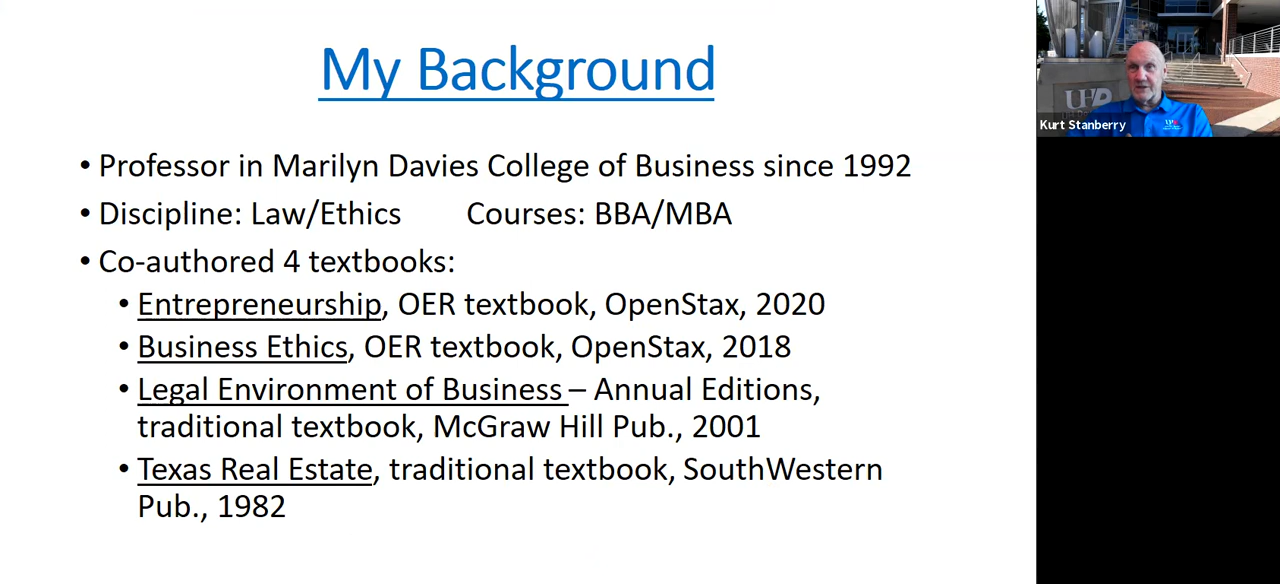 My Background
• Professor in Marilyn Davies College of Business since 1992
• Discipline: Law/Ethics Courses: BBA/MBA
• Co-authored 4 textbooks:
• Entrepreneurship, OER textbook, OpenStax, 2020
• Business Ethics, OER textbook, OpenStax, 2018
• Legal Environment of Business – Annual Editions,
traditional textbook, McGraw Hill Pub., 2001
• Texas Real Estate, traditional textbook, SouthWestern
Pub., 1982
UHD
Kurt Stanberry